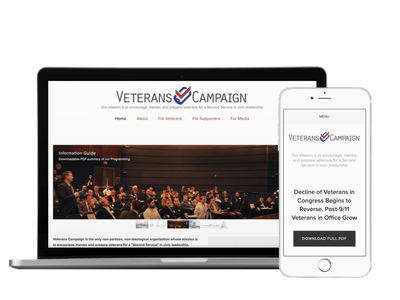 VETERANS CAMPAIGN
Our mission is to encourage, mentor, and prepare veterans for a Second Service in civic leadership
Home About For Veterans For Supporters For Media
Information Guide
Downloadable PDF summary of our Programming
Veterans Campaign is the only non-partisan, non-ideological organization whose mission is
to encourage, mentor and prepare veterans for a "Second Service" in civic leadership.
MENU
VETERANS CAMPAIGN
Our mission is to encourage, mentor, and
prepare veterans for a Second
Service in civic leadership
Decline of Veterans in
Congress Begins to
Reverse, Post-9/11
Veterans in Office Grow
DOWNLOAD FULL PDF